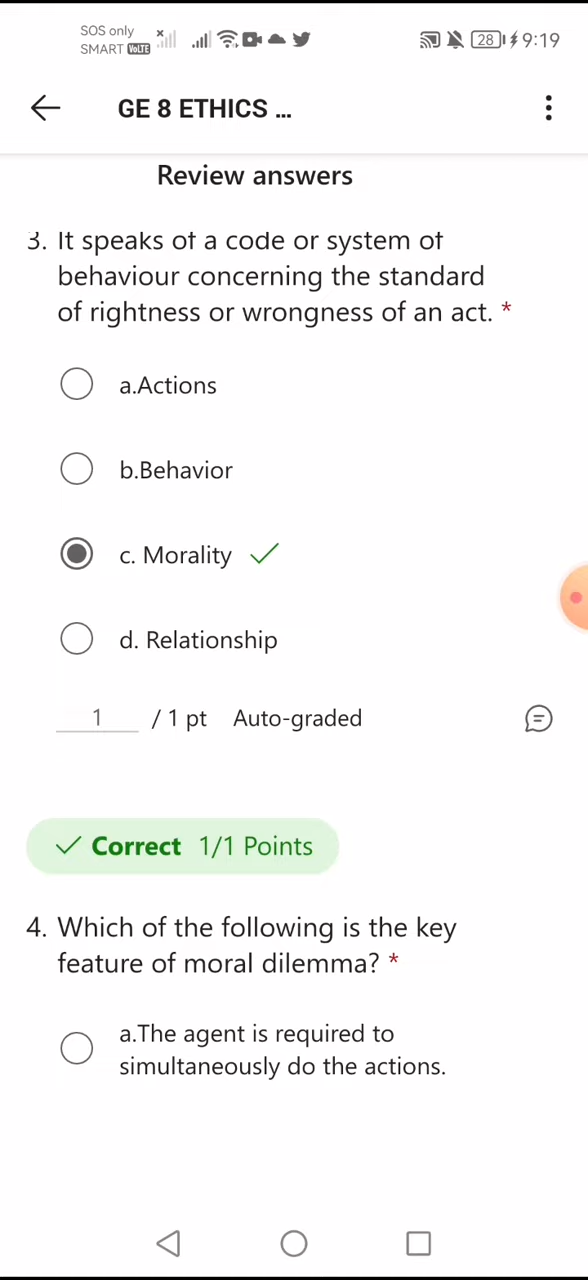 SOS only
SMART VoLTE
28
9:19
GE 8 ETHICS ...
Review answers
3. It speaks of a code or system of
behaviour concerning the standard
of rightness or wrongness of an act. *
a.Actions
b.Behavior
c. Morality
d. Relationship
1 / 1 pt Auto-graded
Correct 1/1 Points
4. Which of the following is the key
feature of moral dilemma? *
a.The agent is required to
simultaneously do the actions.